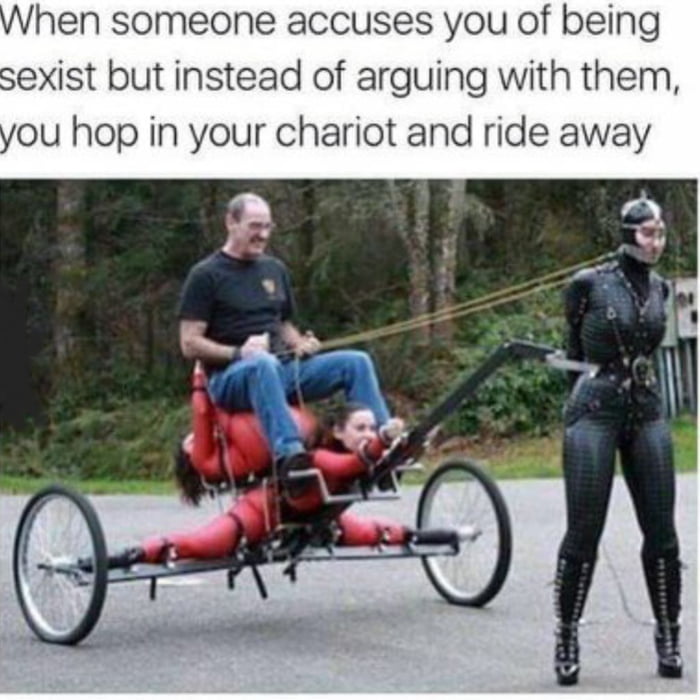 When someone accuses you of being
sexist but instead of arguing with them,
you hop in your chariot and ride away